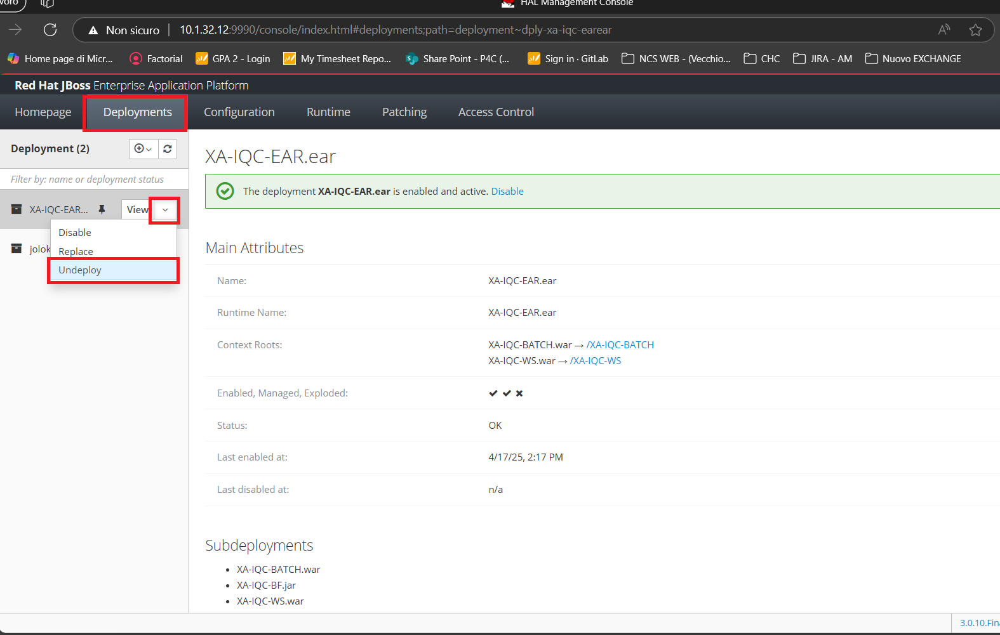 HAL Management Console
Non sicuro 10.1.32.12:9990/console/index.html#deployments;path=deployment~dply-xa-iqc-earear
Home page di Micr... Factorial GPA 2 - Login My Timesheet Repo... Share Point - P4C (... Sign in · GitLab NCS WEB - (Vecchio... CHC JIRA - AM Nuovo EXCHANGE
Red Hat JBoss Enterprise Application Platform
Homepage Deployments Configuration Runtime Patching Access Control
Deployment (2)
Filter by: name or deployment status
XA-IQC-EAR... View
Disable
Replace
Undeploy
jolok
XA-IQC-EAR.ear
The deployment XA-IQC-EAR.ear is enabled and active. Disable
Main Attributes
Name: XA-IQC-EAR.ear
Runtime Name: XA-IQC-EAR.ear
Context Roots: XA-IQC-BATCH.war → /XA-IQC-BATCH
XA-IQC-WS.war → /XA-IQC-WS
Enabled, Managed, Exploded:
Status: OK
Last enabled at: 4/17/25, 2:17 PM
Last disabled at: n/a
Subdeployments
• XA-IQC-BATCH.war
• XA-IQC-BF.jar
• XA-IQC-WS.war
3.0.10.Fin